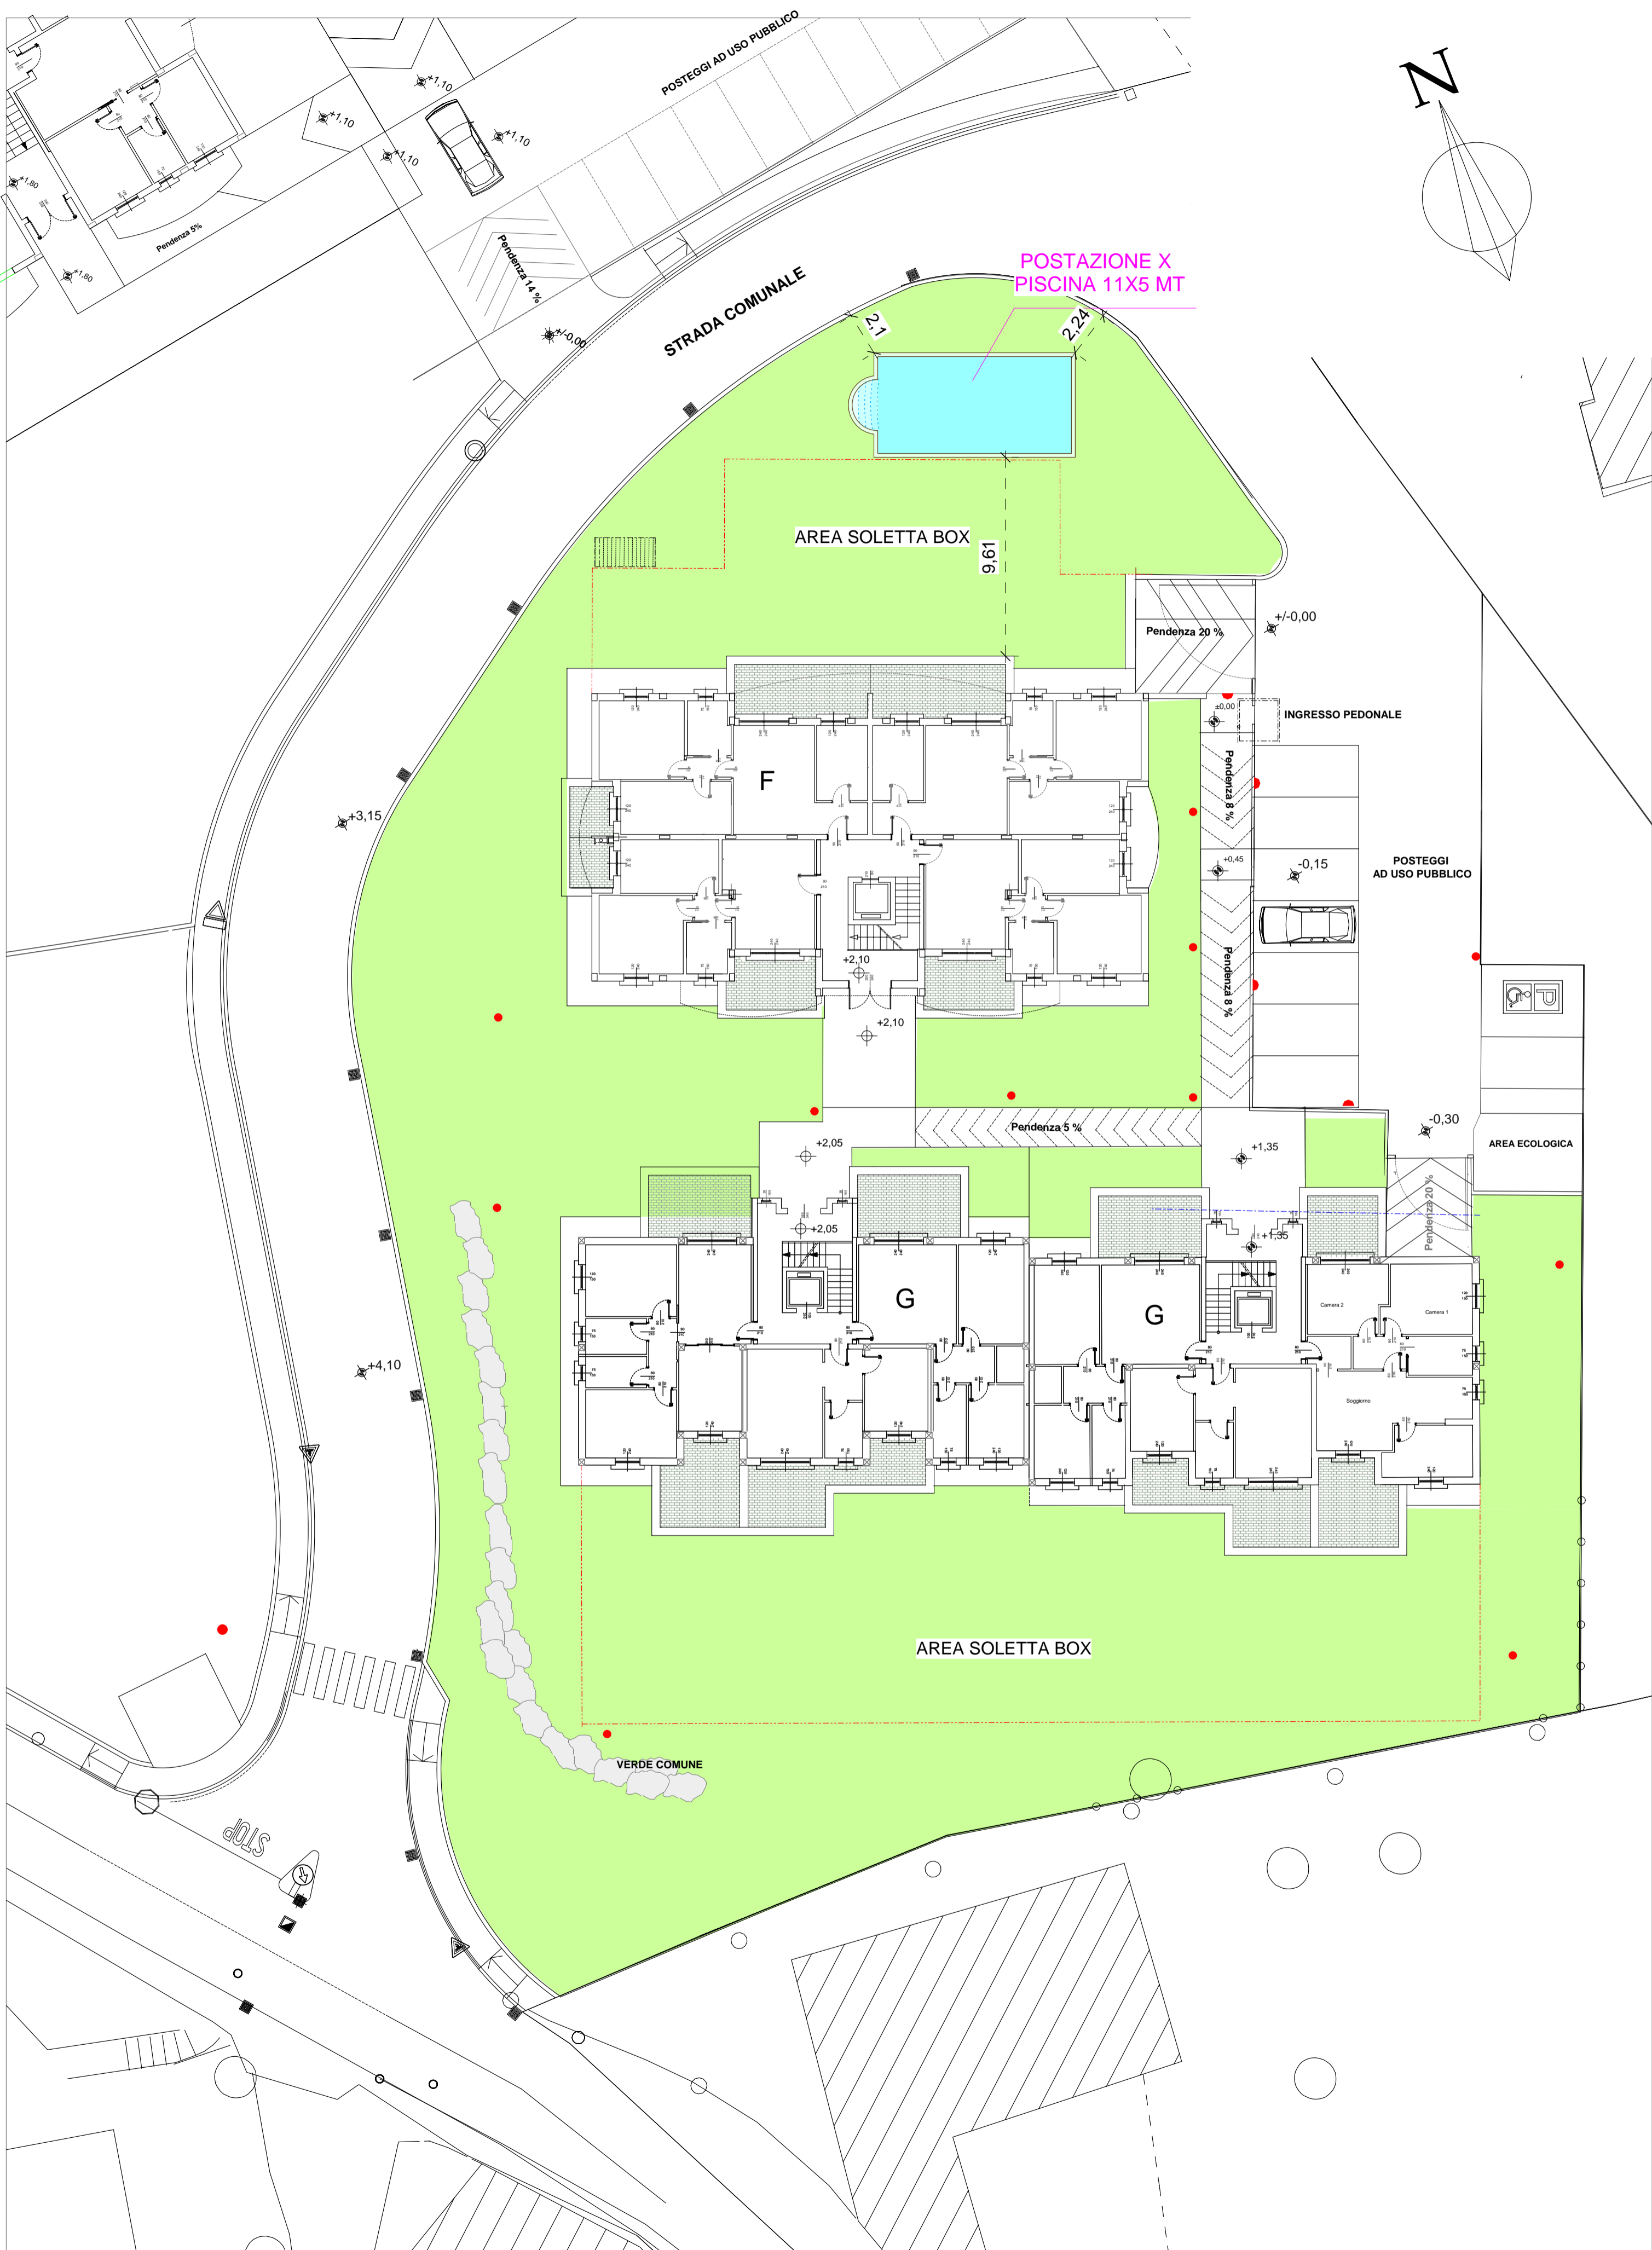 POSTEGGI AD USO PUBBLICO
N
+1,10
+1,10
+1,10
+1,10
+1,80
+1,80
Pendenza 5%
Pendenza 14 %
+/-0,00
STRADA COMUNALE
POSTAZIONE X
PISCINA 11X5 MT
2,1
2,24
AREA SOLETTA BOX
9,61
Pendenza 20 %
+/-0,00
±0,00
INGRESSO PEDONALE
F
Pendenza 8 %
+3,15
+0,45
-0,15
POSTEGGI
AD USO PUBBLICO
Pendenza 8 %
+2,10
+2,10
P
Pendenza 5 %
-0,30
AREA ECOLOGICA
+2,05
+1,35
+2,05
+1,35
Pendenza 20 %
G
G
Camera 2
Camera 1
+4,10
Soggiorno
AREA SOLETTA BOX
VERDE COMUNE
STOP